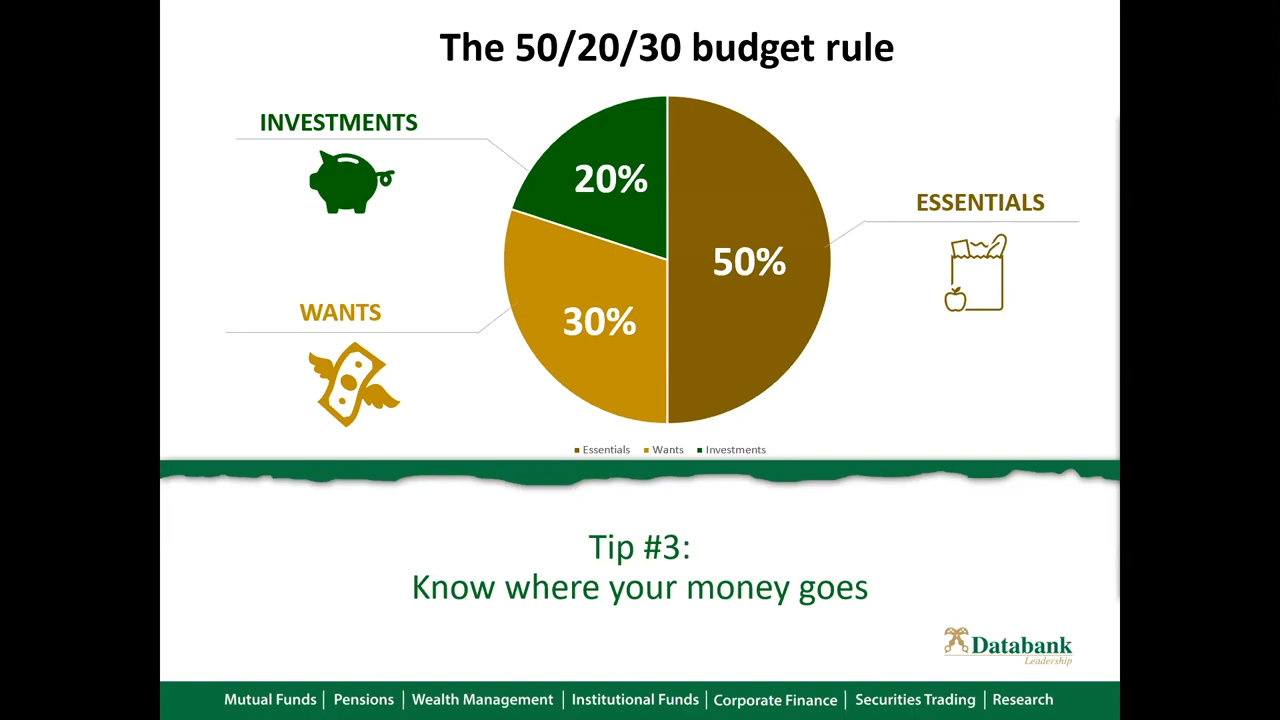 The 50/20/30 budget rule
INVESTMENTS
20%
ESSENTIALS
50%
WANTS
30%
Essentials Wants Investments
Tip #3:
Know where your money goes
Databank
Leadership
Mutual Funds | Pensions | Wealth Management | Institutional Funds | Corporate Finance | Securities Trading | Research